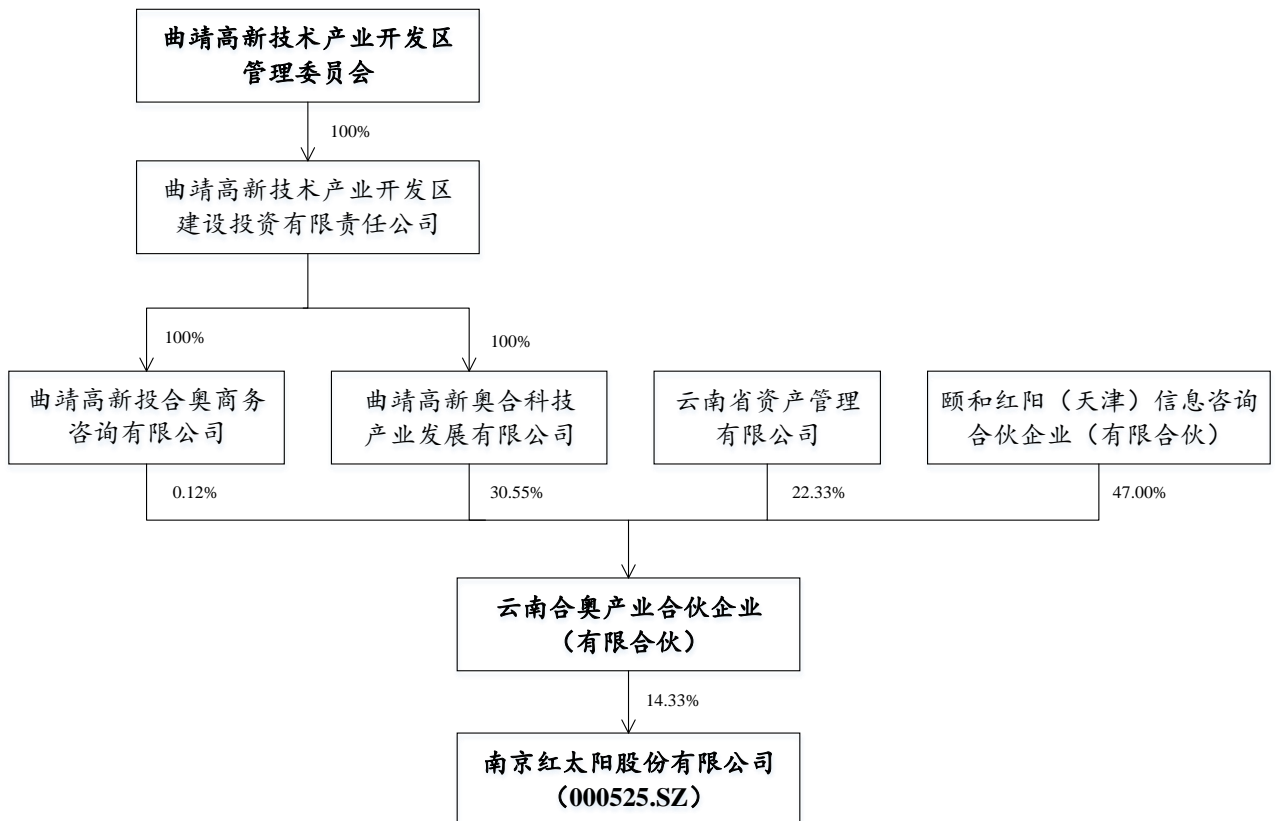 曲靖高新技术产业开发区
管理委员会
100%
曲靖高新技术产业开发区
建设投资有限责任公司
100%
100%
曲靖高新投合奥商务
咨询有限公司
曲靖高新奥合科技
产业发展有限公司
云南省资产管理
有限公司
颐和红阳（天津）信息咨询
合伙企业（有限合伙）
0.12%
30.55%
22.33%
47.00%
云南合奥产业合伙企业
（有限合伙）
14.33%
南京红太阳股份有限公司
（000525.SZ）